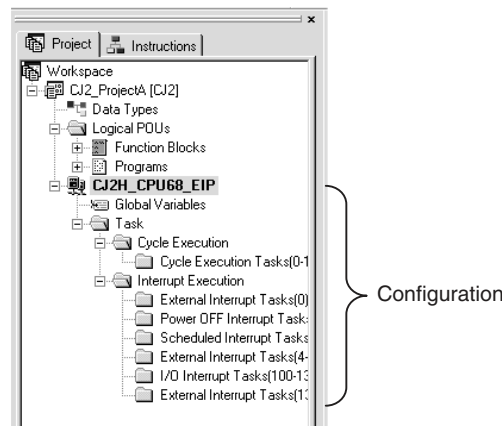 Project
Instructions
Workspace
CJ2_ProjectA [CJ2]
Data Types
Logical POUs
Function Blocks
Programs
CJ2H_CPU68_EIP
Global Variables
Task
Cycle Execution
Cycle Execution Tasks(0-1
Interrupt Execution
External Interrupt Tasks(0)
Power OFF Interrupt Task
Scheduled Interrupt Tasks
External Interrupt Tasks(4-
I/O Interrupt Tasks(100-13
External Interrupt Tasks(13
Configuration